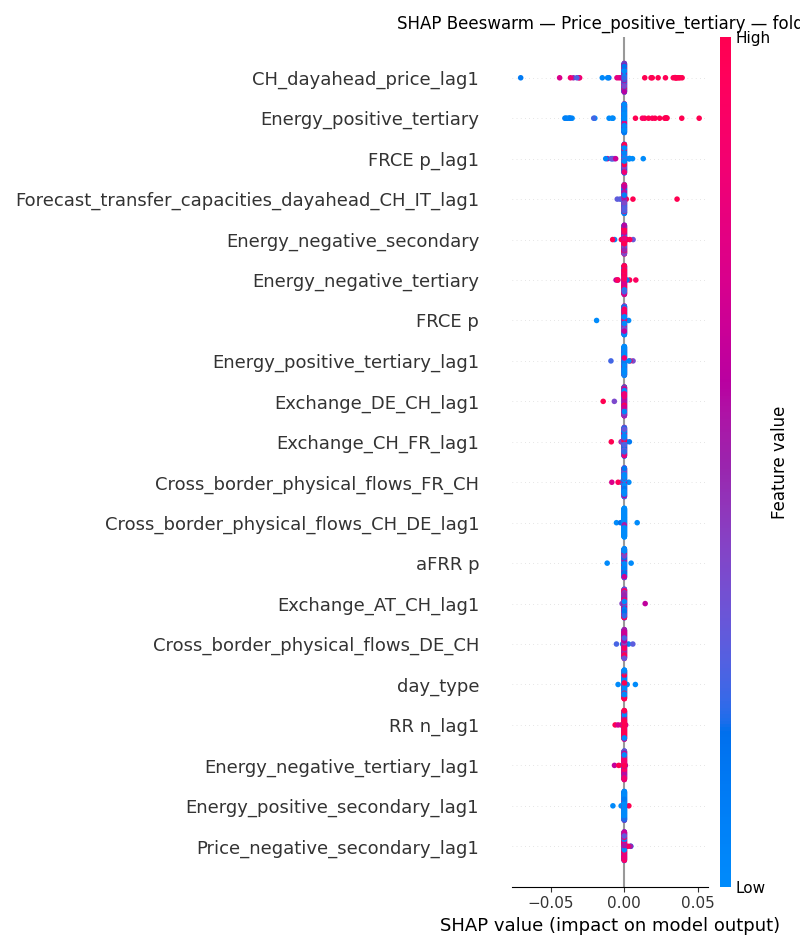 SHAP Beeswarm — Price_positive_tertiary — fold
High
CH_dayahead_price_lag1
Energy_positive_tertiary
FRCE p_lag1
Forecast_transfer_capacities_dayahead_CH_IT_lag1
Energy_negative_secondary
Energy_negative_tertiary
FRCE p
Energy_positive_tertiary_lag1
Exchange_DE_CH_lag1
Exchange_CH_FR_lag1
Cross_border_physical_flows_FR_CH
Cross_border_physical_flows_CH_DE_lag1
aFRR p
Exchange_AT_CH_lag1
Cross_border_physical_flows_DE_CH
day_type
RR n_lag1
Energy_negative_tertiary_lag1
Energy_positive_secondary_lag1
Price_negative_secondary_lag1
Feature value
Low
−0.05 0.00 0.05
SHAP value (impact on model output)